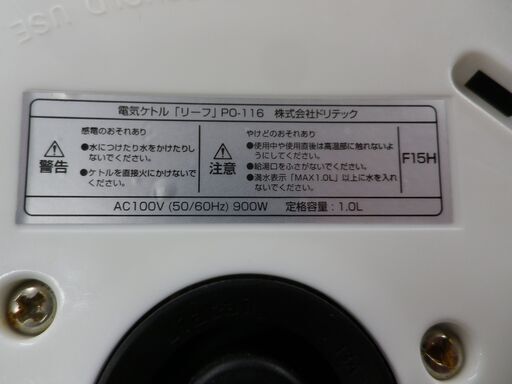 電気ケトル「リーフ」PO-116 株式会社ドリテック
感電のおそれあり
警告
●水につけたり水をかけたりし
ないでください。
●ケトルを直接火にかけないで
ください。
やけどのおそれあり
注意
●使用中や使用直後は高温部に触れないよ
うにしてください。
●給湯口をふさがないでください。
●満水表示「MAX1.0L」以上に水を入
れないでください。
F15H
AC100V (50/60Hz) 900W 定格容量：1.0L
USE